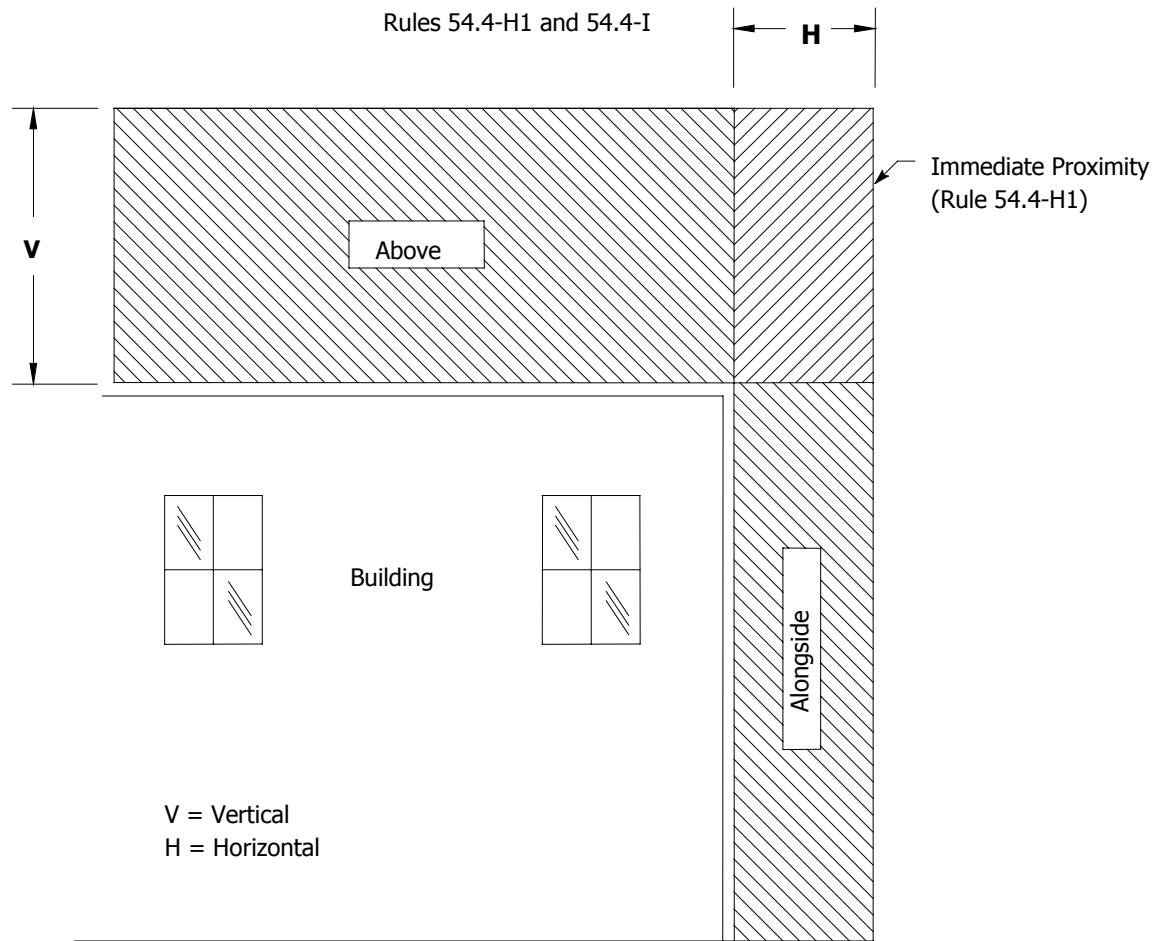 Rules 54.4-H1 and 54.4-I
H
Immediate Proximity
(Rule 54.4-H1)
V
Above
Building
Alongside
V = Vertical
H = Horizontal